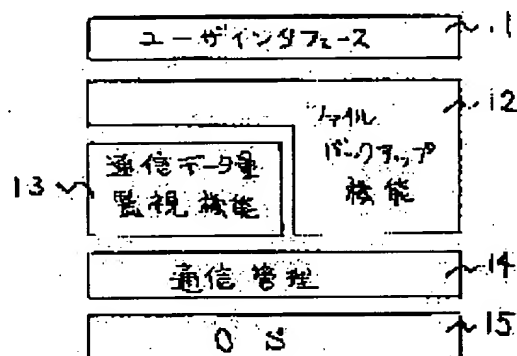 ユーザインタフェース
11
12
ファイル
バックアップ
機能
13
通信データ量
監視機能
通信管理
14
OS
15